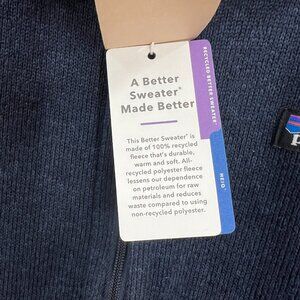 A Better
Sweater®
Made Better
This Better Sweater® is
made of 100% recycled
fleece that's durable,
warm and soft. All-
recycled polyester fleece
lessens our dependence
on petroleum for raw
materials and reduces
waste compared to using
non-recycled polyester.
RECYCLED BETTER SWEATER